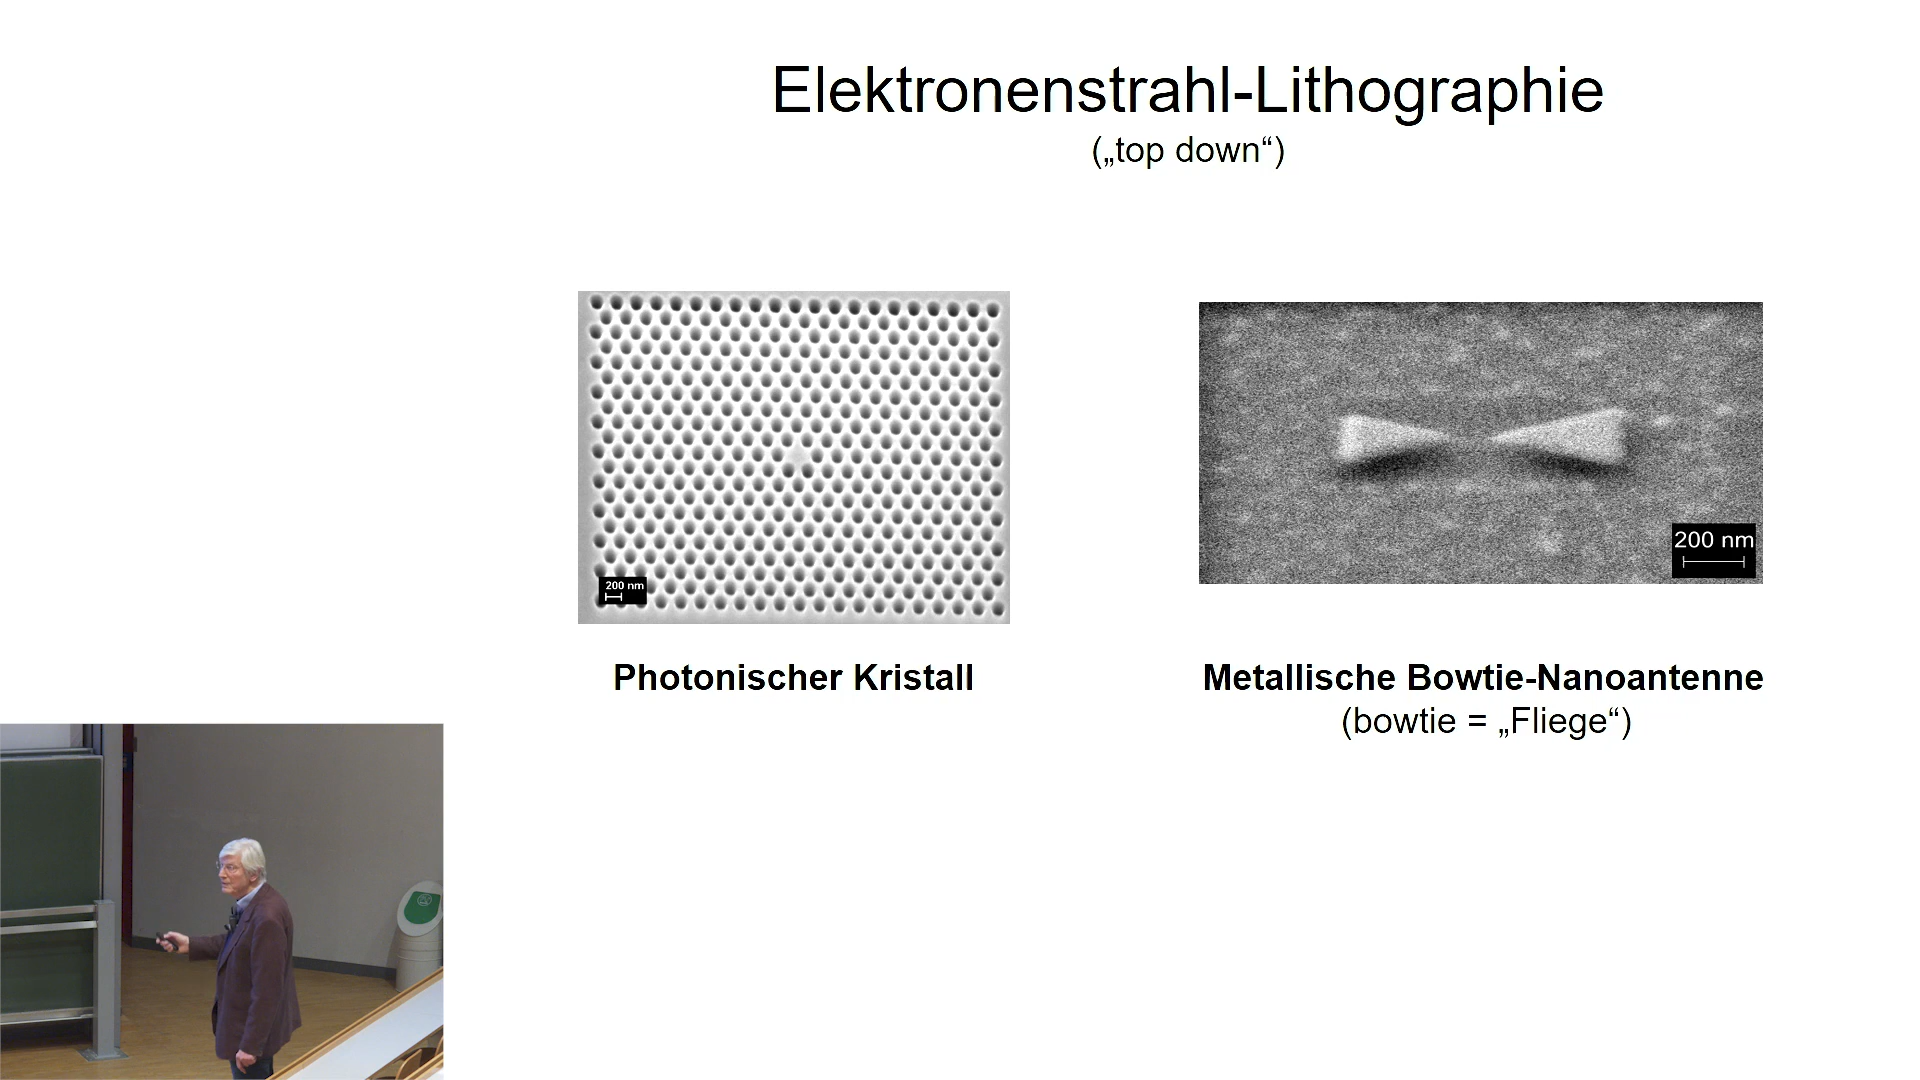 Elektronenstrahl-Lithographie
(„top down“)
200 nm
200 nm
Photonischer Kristall
Metallische Bowtie-Nanoantenne
(bowtie = „Fliege“)